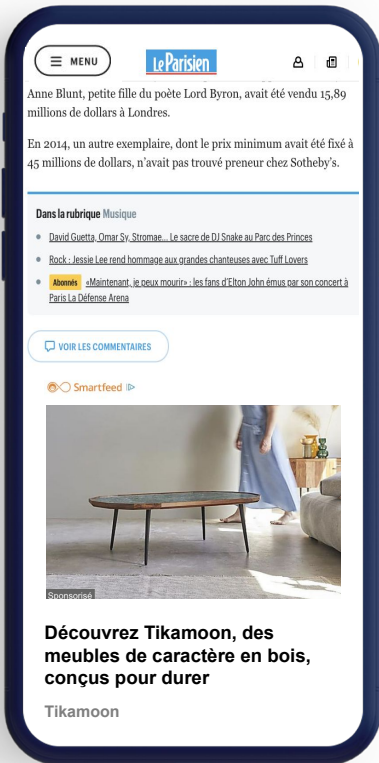 MENU
Le Parisien
Anne Blunt, petite fille du poète Lord Byron, avait été vendu 15,89
millions de dollars à Londres.
En 2014, un autre exemplaire, dont le prix minimum avait été fixé à
45 millions de dollars, n'avait pas trouvé preneur chez Sotheby's.
Dans la rubrique Musique
David Guetta, Omar Sy, Stromae... Le sacre de DJ Snake au Parc des Princes
Rock : Jessie Lee rend hommage aux grandes chanteuses avec Tuff Lovers
Abonnés «Maintenant, je peux mourir» : les fans d'Elton John émus par son concert à
Paris La Défense Arena
VOIR LES COMMENTAIRES
Smartfeed
Sponsorisé
Découvrez Tikamoon, des
meubles de caractère en bois,
conçus pour durer
Tikamoon